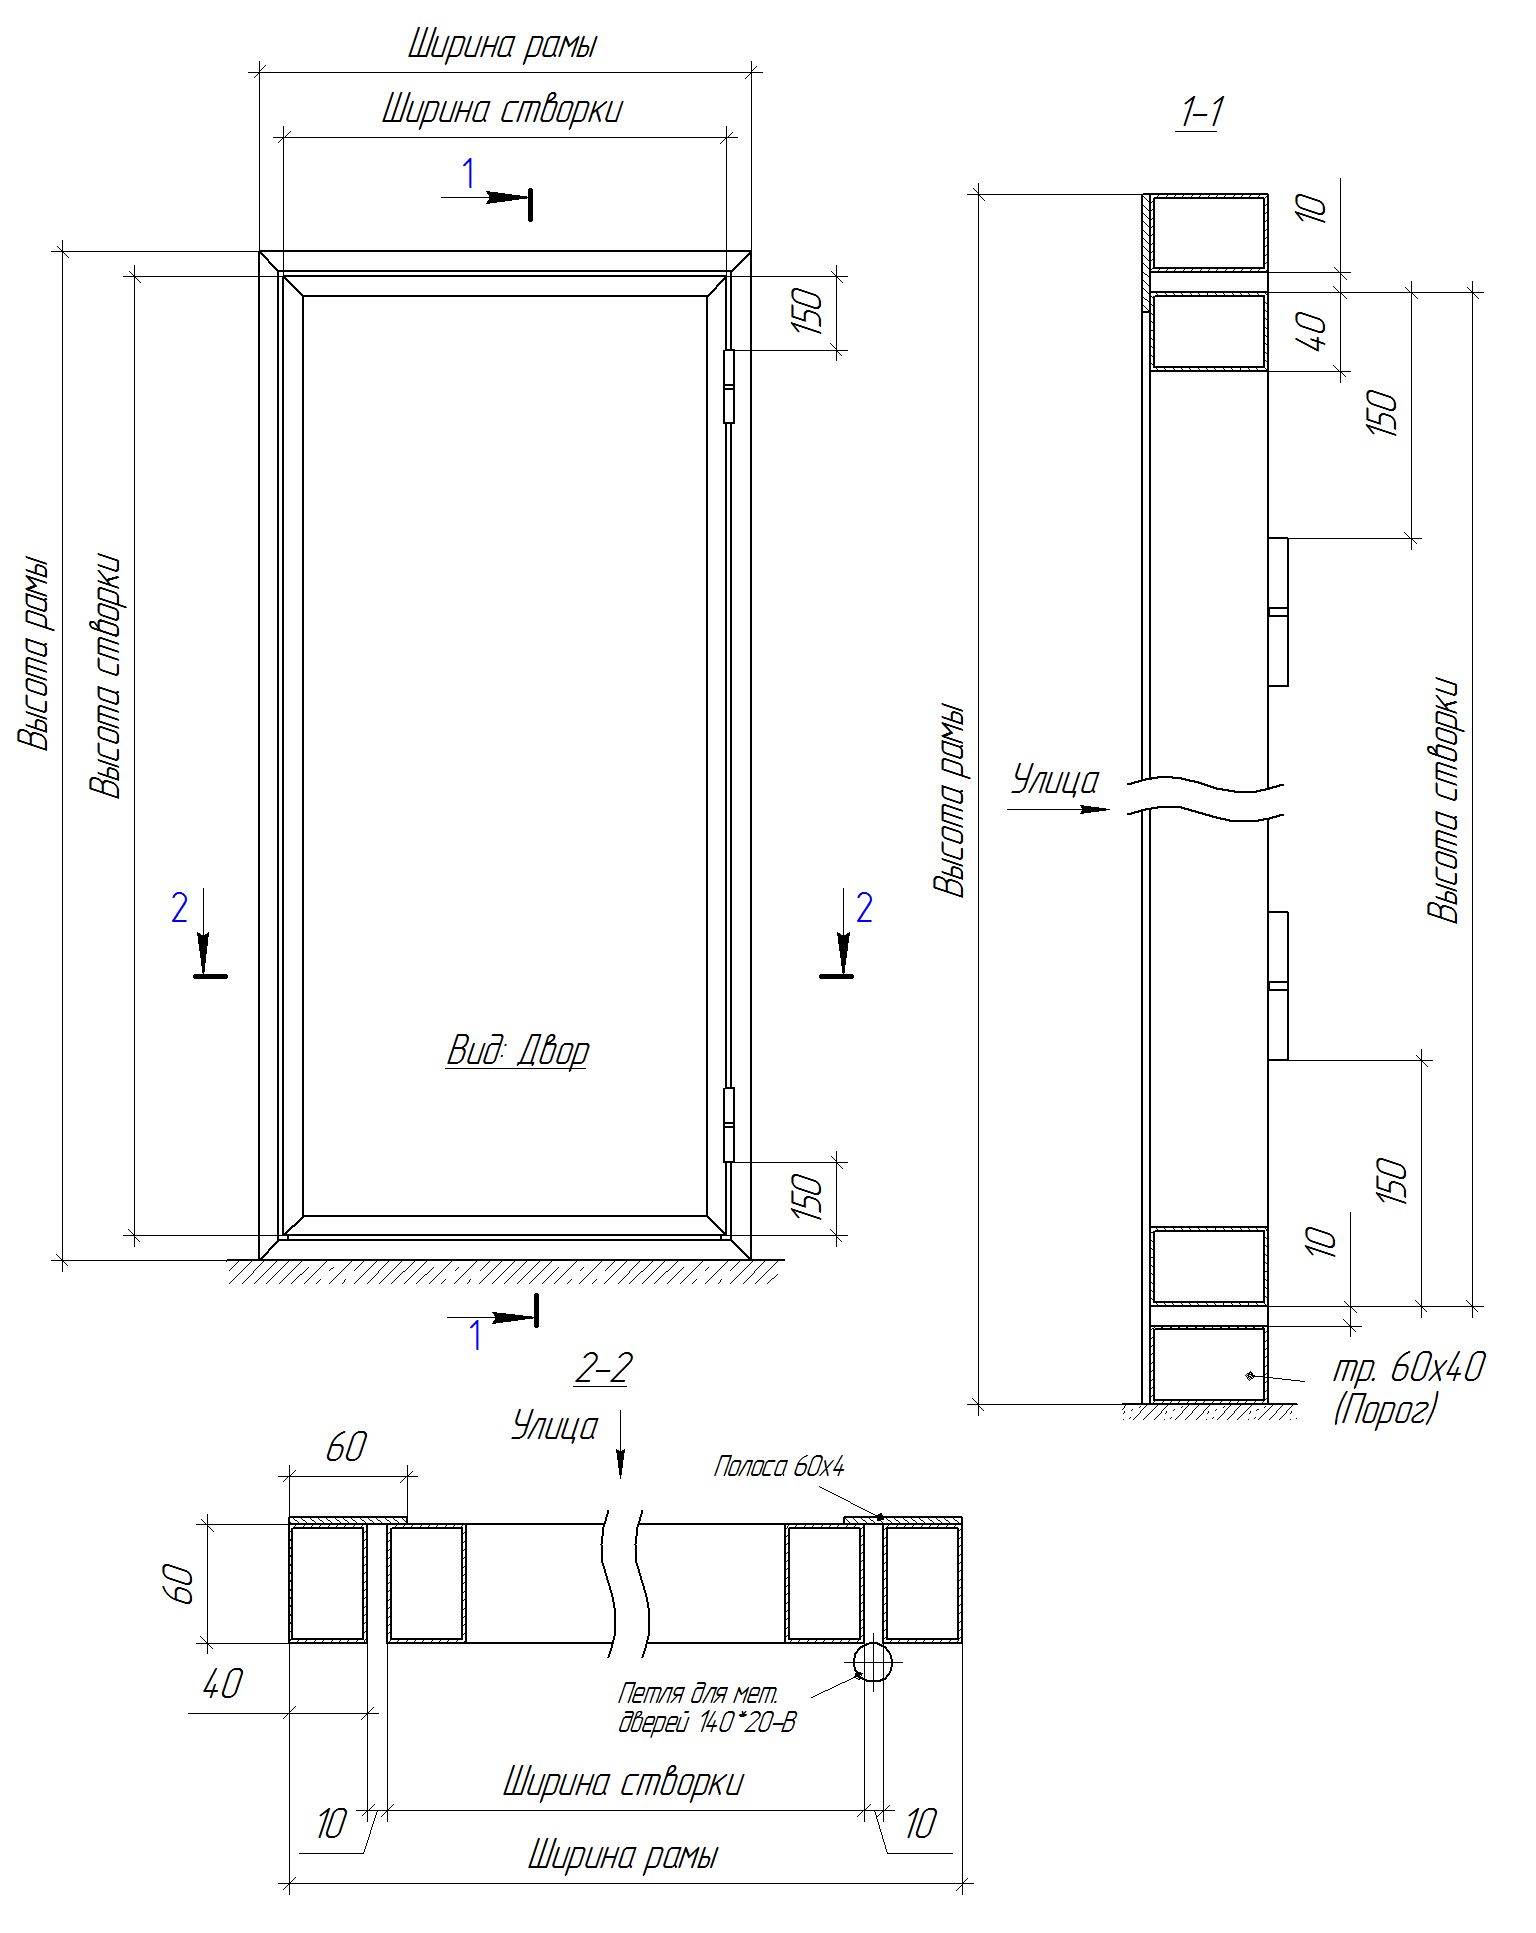 Ширина рамы
Ширина створки
1
150
Высота рамы
Высота створки
2
2
Вид: Двор
150
1
1-1
10
40
150
Высота рамы
Улица
Высота створки
150
10
тр. 60х40
(Порог)
2-2
Улица
60
Полоса 60х4
60
40
Петля для мет.
дверей 140*20-В
Ширина створки
10
10
Ширина рамы